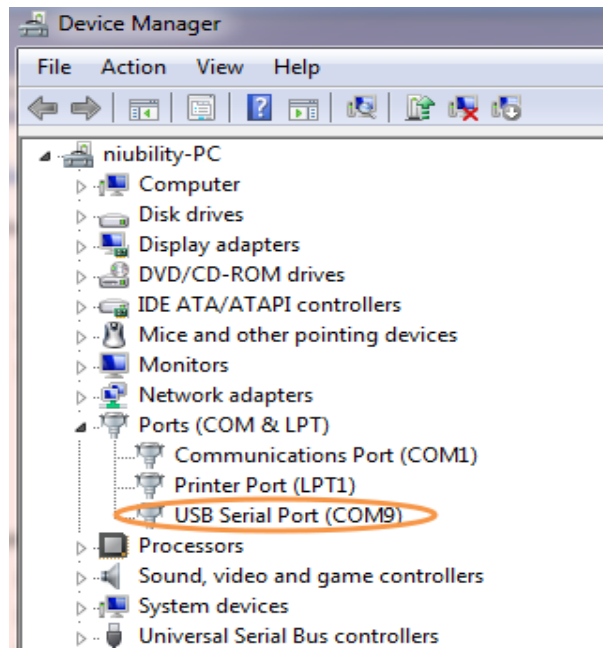 Device Manager
File Action View Help
niubility-PC
Computer
Disk drives
Display adapters
DVD/CD-ROM drives
IDE ATA/ATAPI controllers
Mice and other pointing devices
Monitors
Network adapters
Ports (COM & LPT)
Communications Port (COM1)
Printer Port (LPT1)
USB Serial Port (COM9)
Processors
Sound, video and game controllers
System devices
Universal Serial Bus controllers